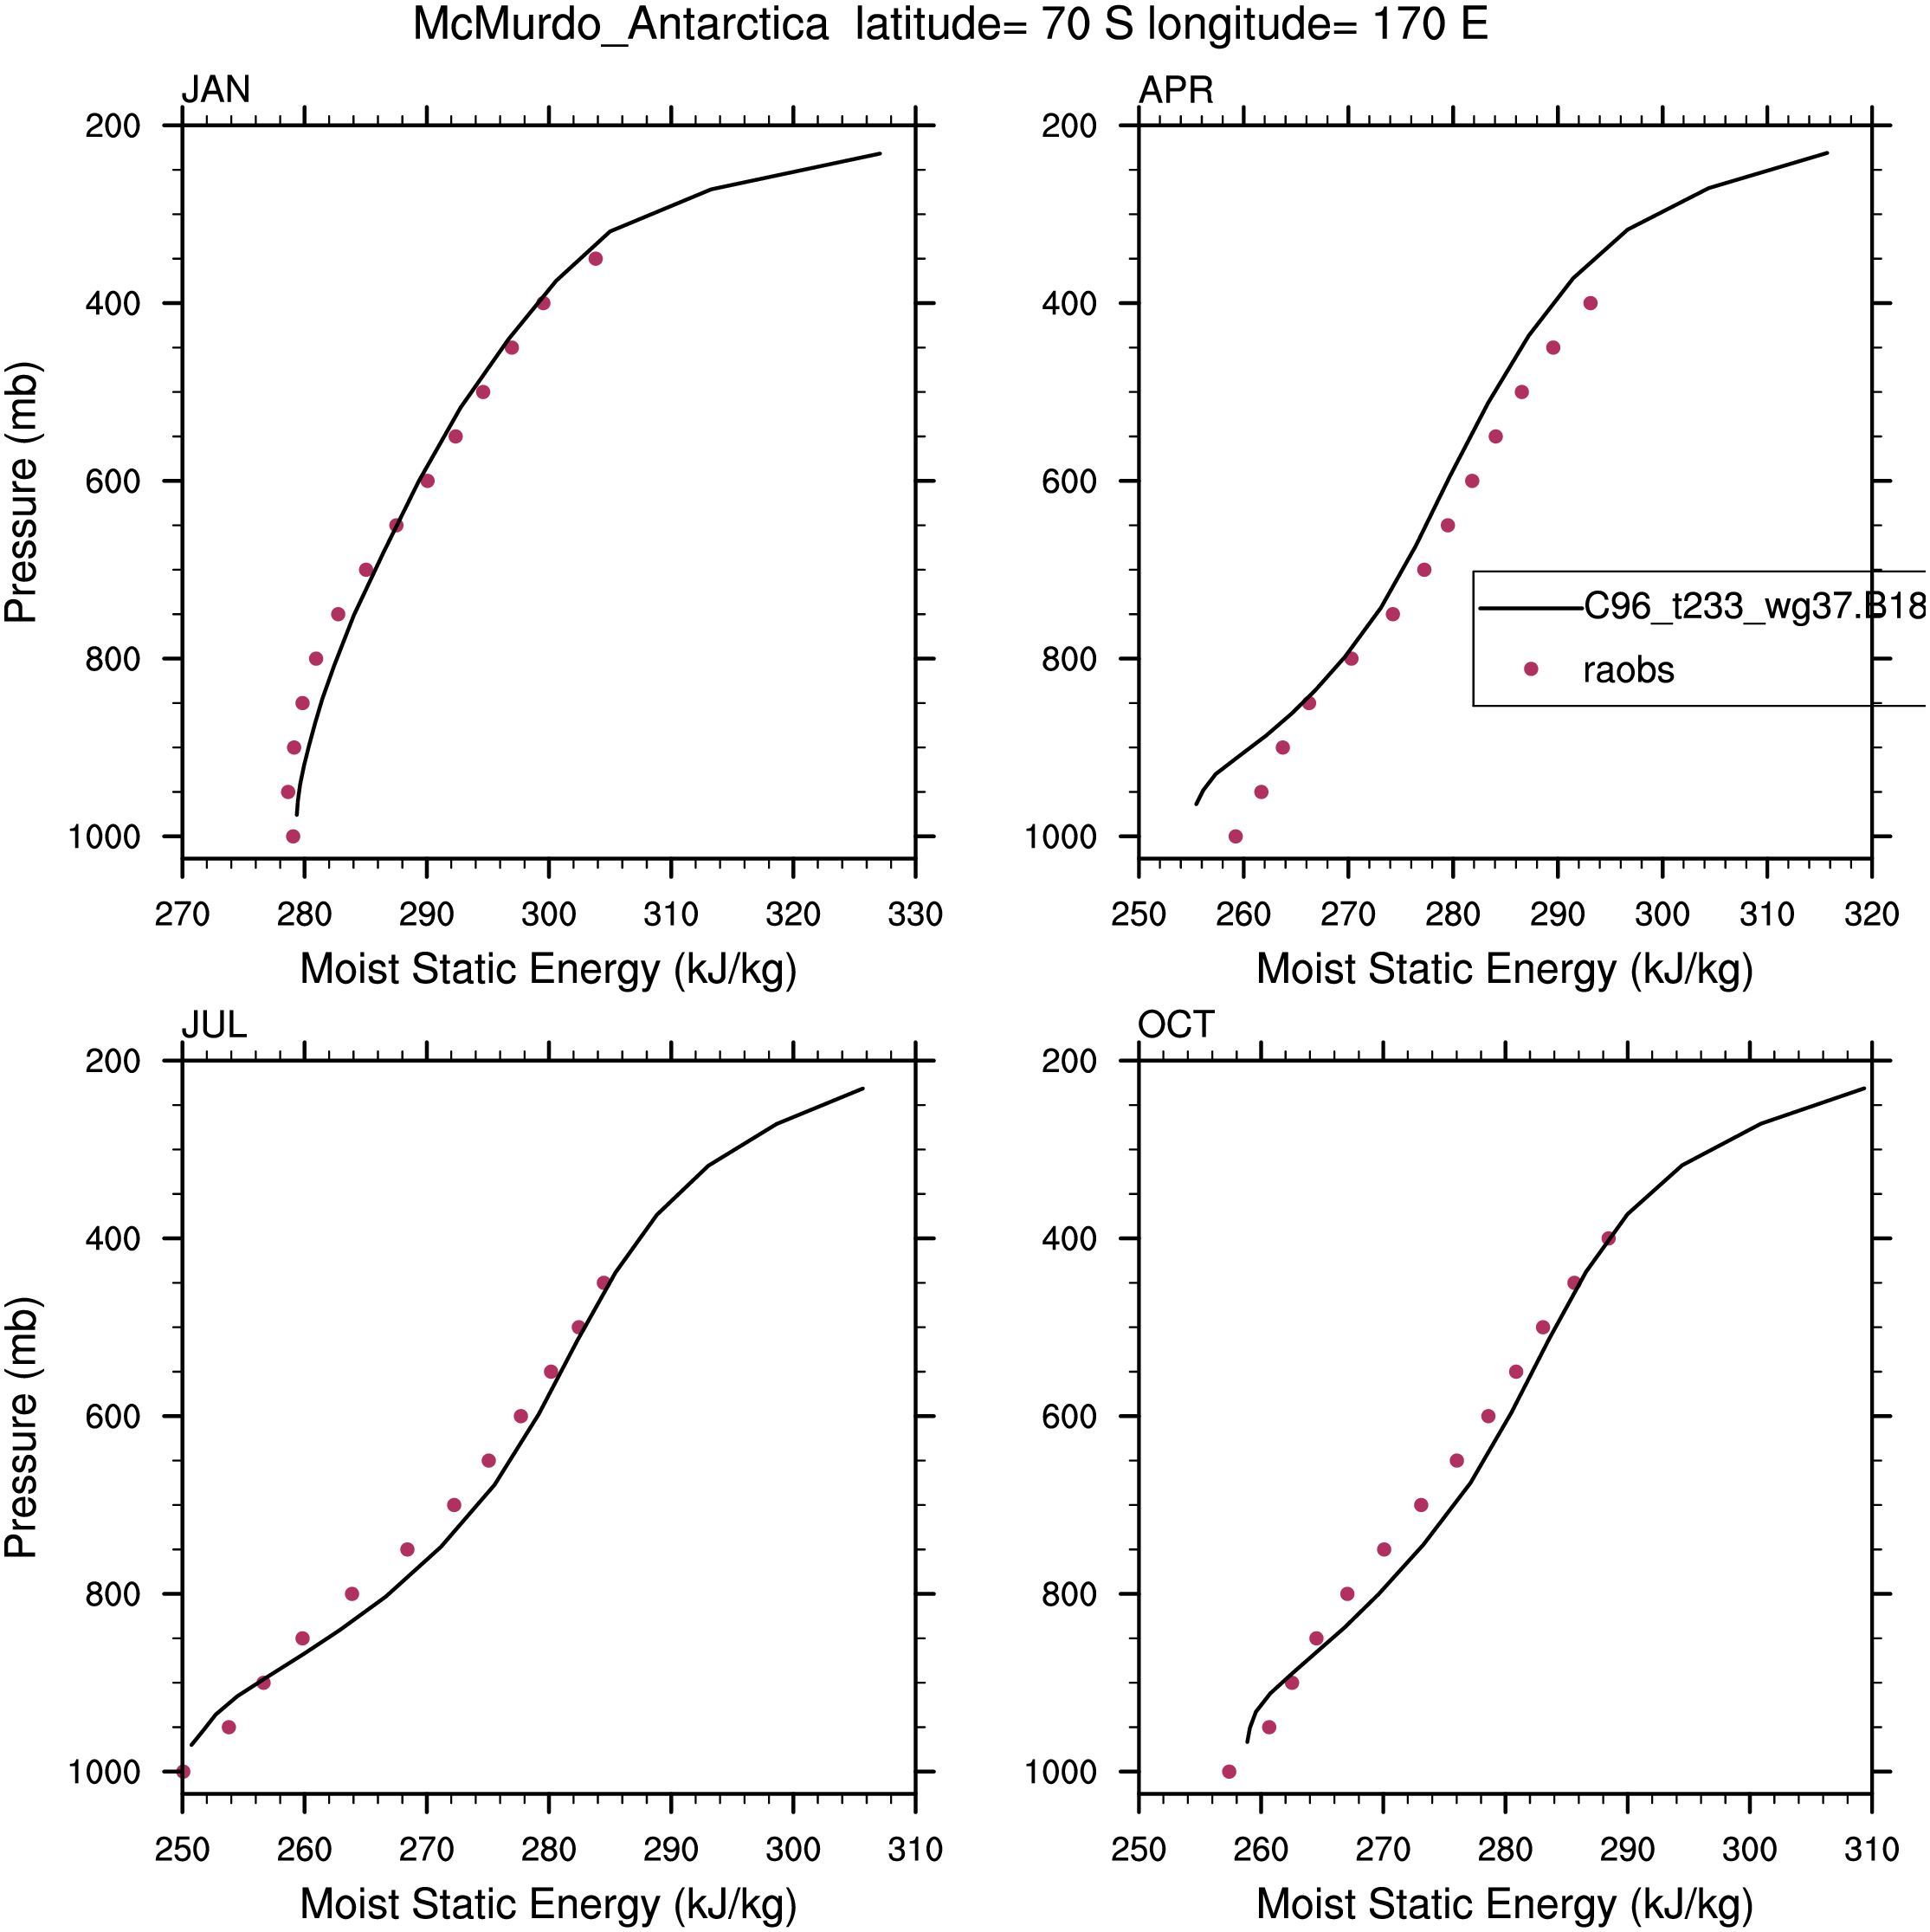 McMurdo_Antarctica latitude= 70 S longitude= 170 E
JAN
200
400
600
800
1000
Pressure (mb)
270 280 290 300 310 320 330
Moist Static Energy (kJ/kg)
APR
200
400
600
800
1000
C96_t233_wg37.B18
raobs
250 260 270 280 290 300 310 320
Moist Static Energy (kJ/kg)
JUL
200
400
600
800
1000
Pressure (mb)
250 260 270 280 290 300 310
Moist Static Energy (kJ/kg)
OCT
200
400
600
800
1000
250 260 270 280 290 300 310
Moist Static Energy (kJ/kg)